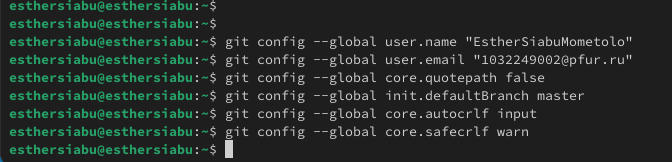 esthersiabu@esthersiabu:~$
esthersiabu@esthersiabu:~$
esthersiabu@esthersiabu:~$ git config --global user.name "EstherSiabuMometolo"
esthersiabu@esthersiabu:~$ git config --global user.email "1032249002@pfur.ru"
esthersiabu@esthersiabu:~$ git config --global core.quotepath false
esthersiabu@esthersiabu:~$ git config --global init.defaultBranch master
esthersiabu@esthersiabu:~$ git config --global core.autocrlf input
esthersiabu@esthersiabu:~$ git config --global core.safecrlf warn
esthersiabu@esthersiabu:~$